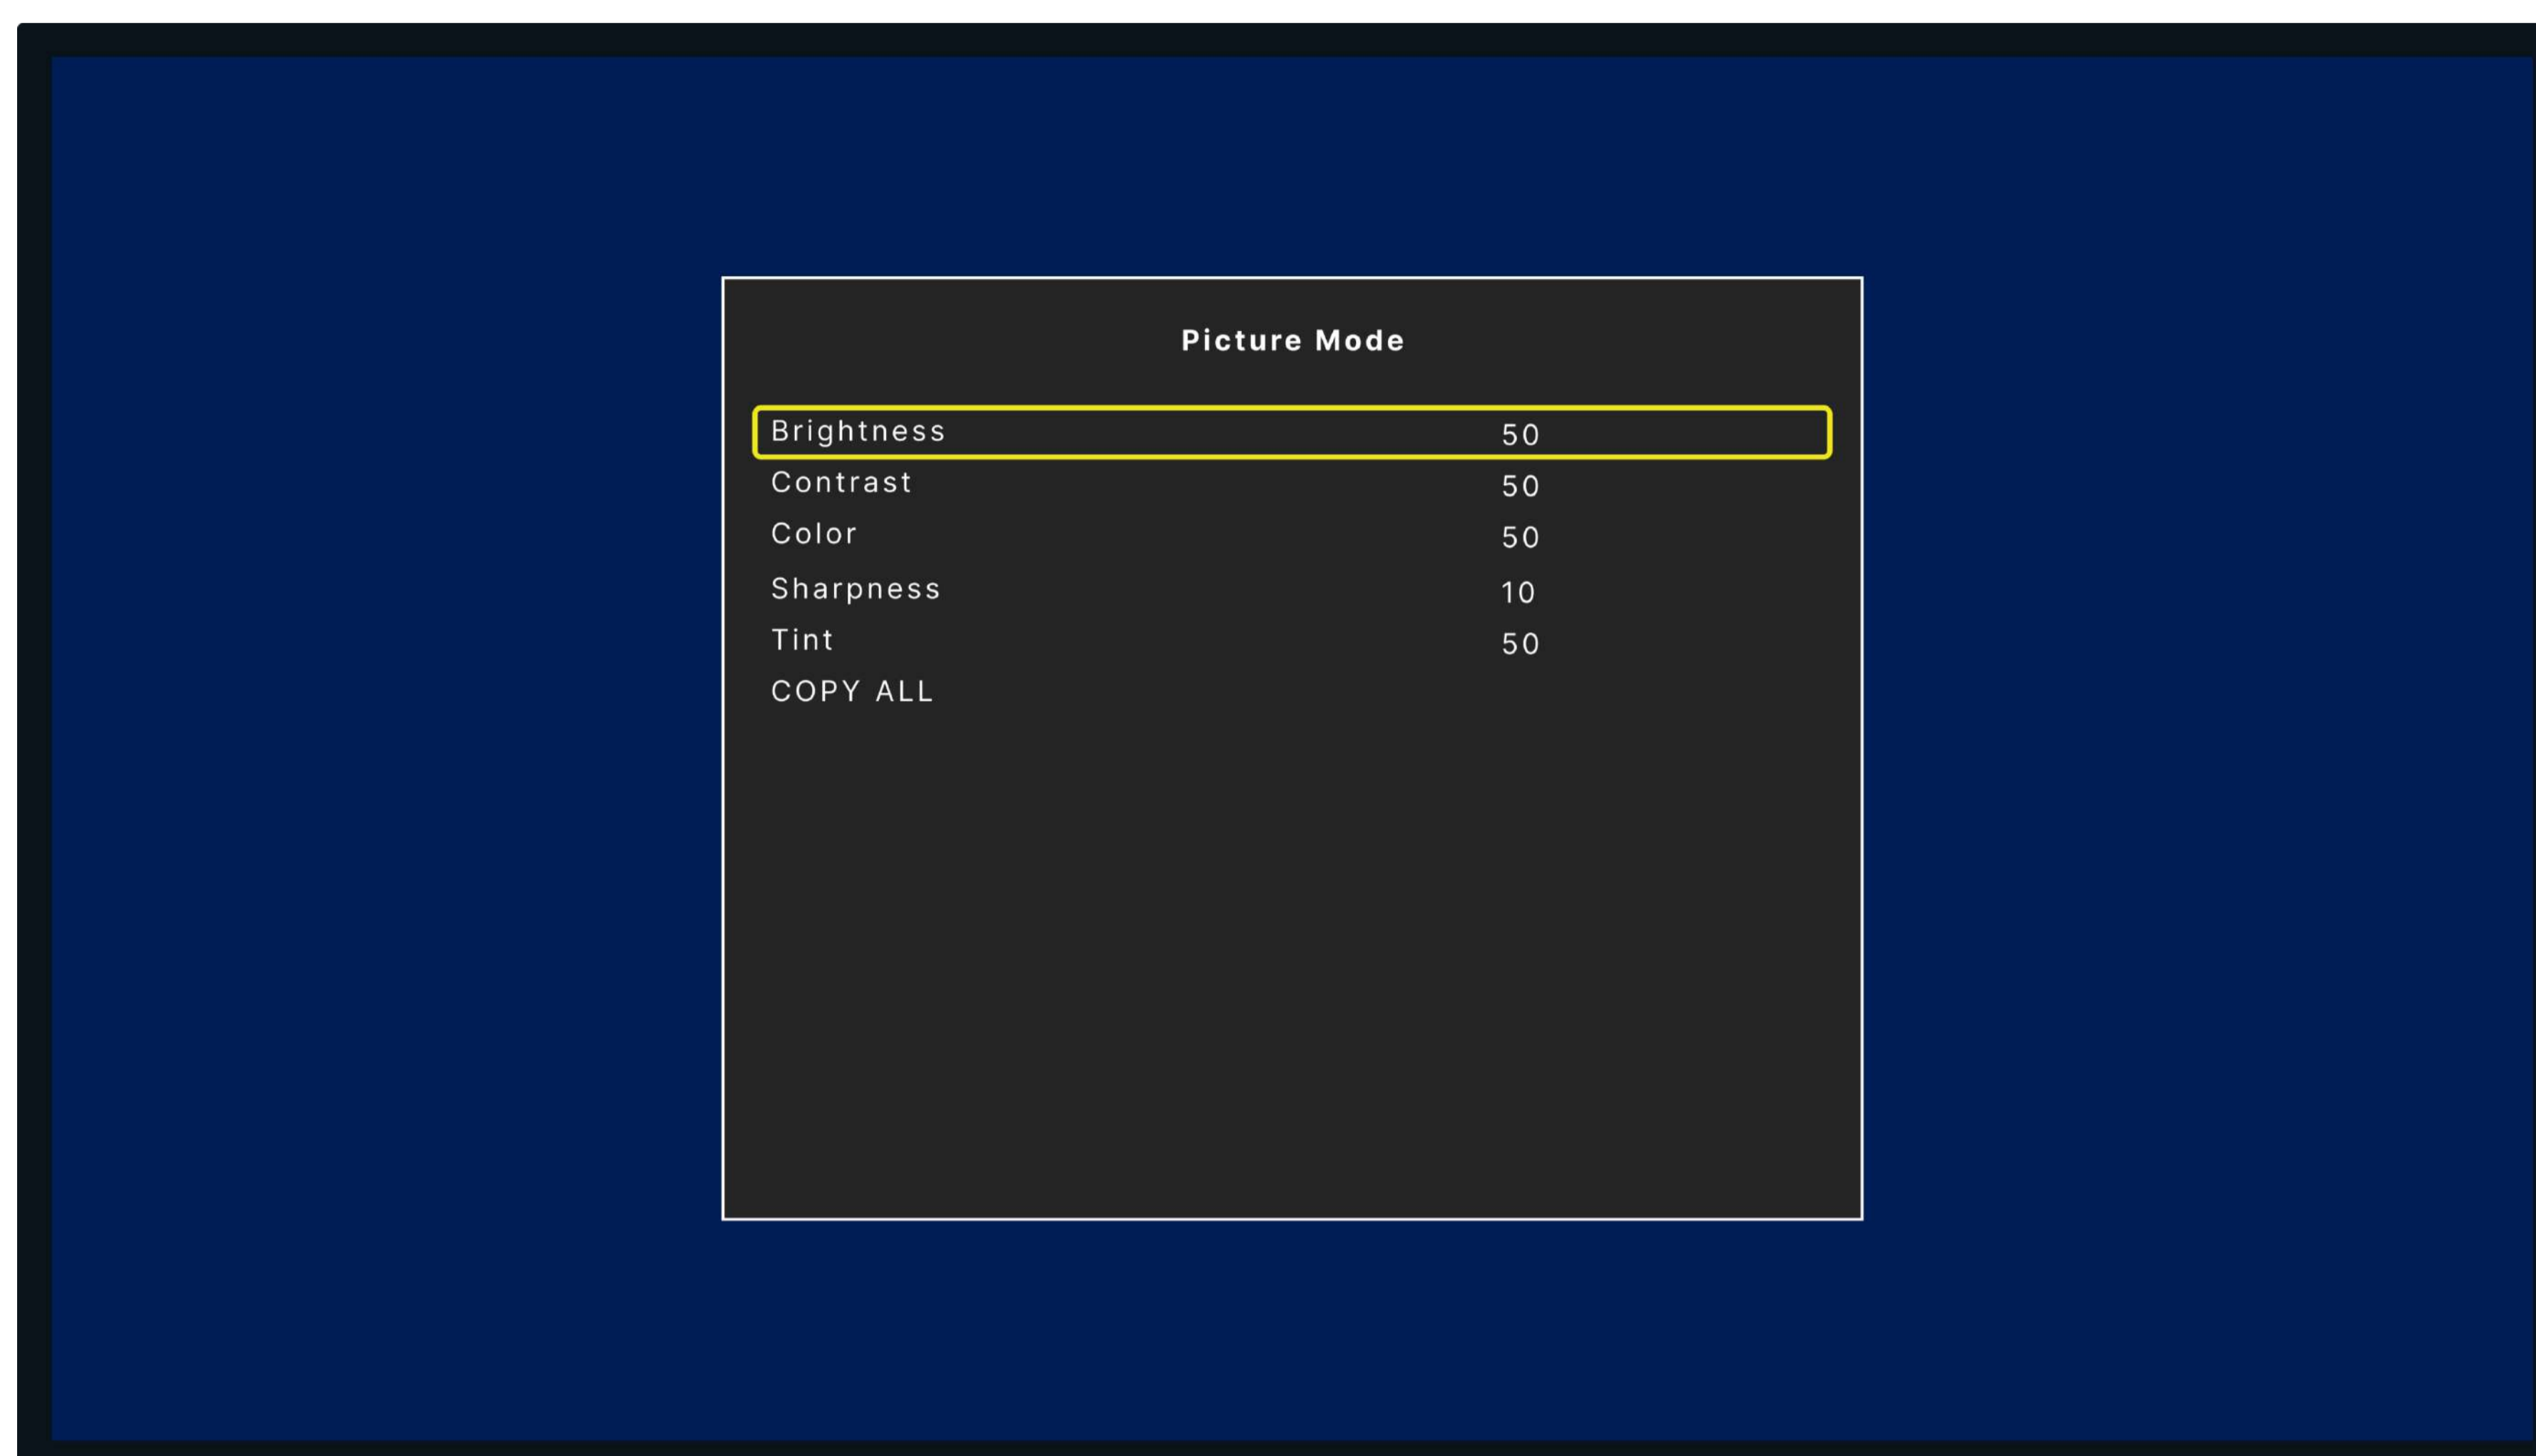 Picture Mode
Brightness 50
Contrast 50
Color 50
Sharpness 10
Tint 50
COPY ALL